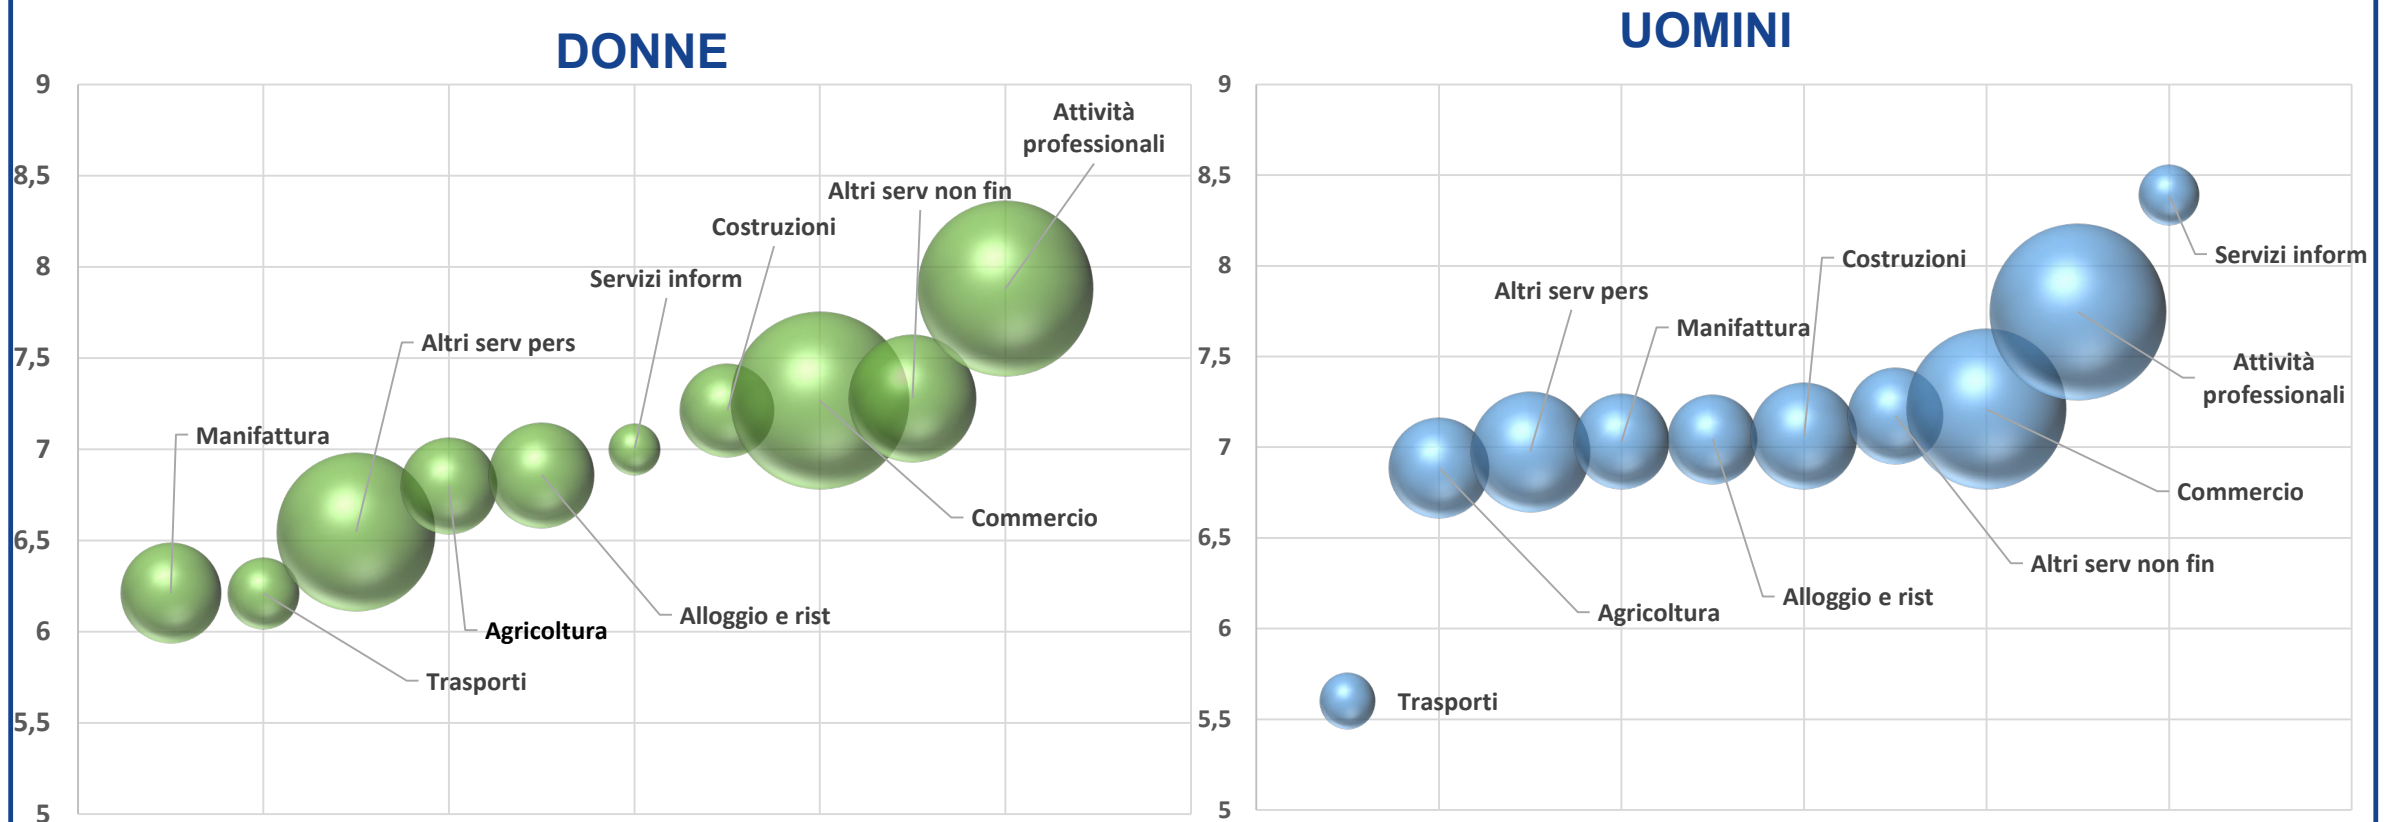 DONNE
9
8,5
8
7,5
7
6,5
6
5,5
5
Attività
professionali
Altri serv non fin
Costruzioni
Servizi inform
Altri serv pers
Manifattura
Commercio
Alloggio e rist
Agricoltura
Trasporti
UOMINI
9
8,5
8
7,5
7
6,5
6
5,5
5
Servizi inform
Costruzioni
Altri serv pers
Manifattura
Attività
professionali
Commercio
Altri serv non fin
Alloggio e rist
Agricoltura
Trasporti